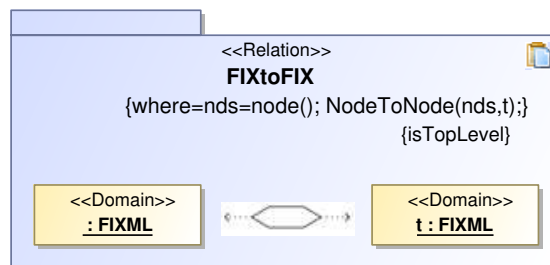 <<Relation>>
FIXtoFIX
{where=nds=node(); NodeToNode(nds,t);}
{isTopLevel}
<<Domain>>
: FIXML
<<Domain>>
t : FIXML